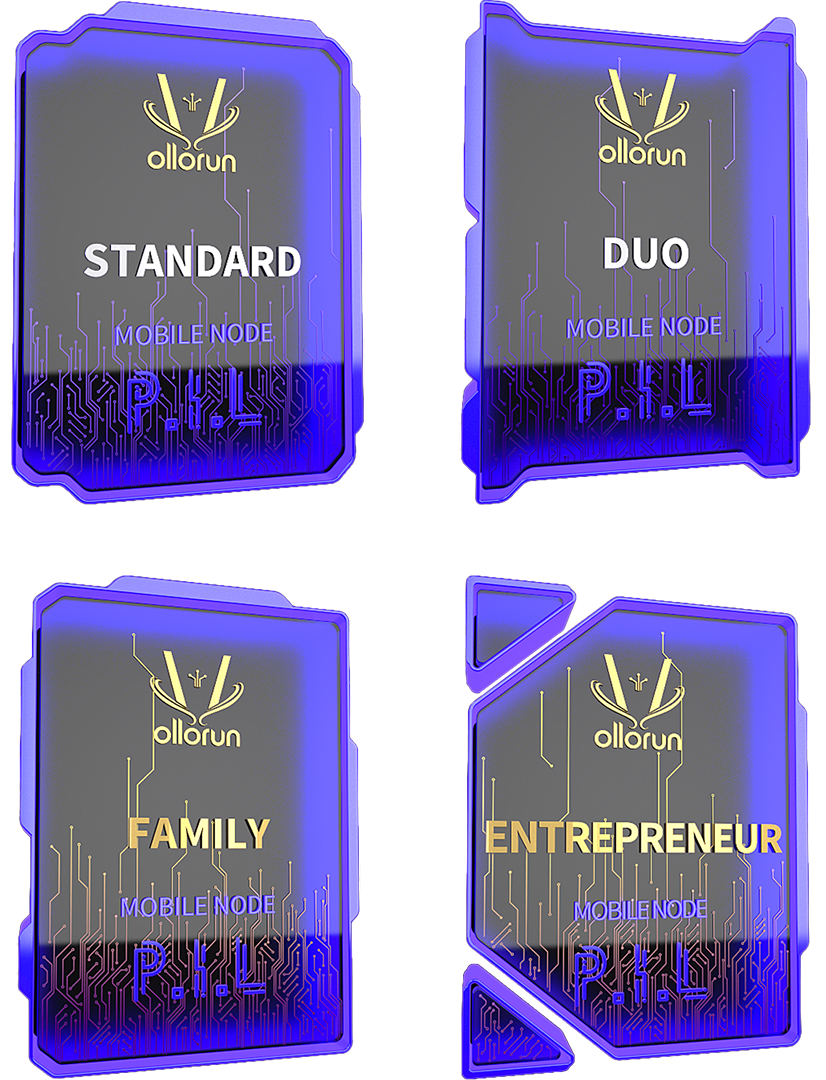 ollorun
STANDARD
MOBILE NODE
P.I.L
ollorun
DUO
MOBILE NODE
P.I.L
ollorun
FAMILY
MOBILE NODE
P.I.L
ollorun
ENTREPRENEUR
MOBILE NODE
P.I.L